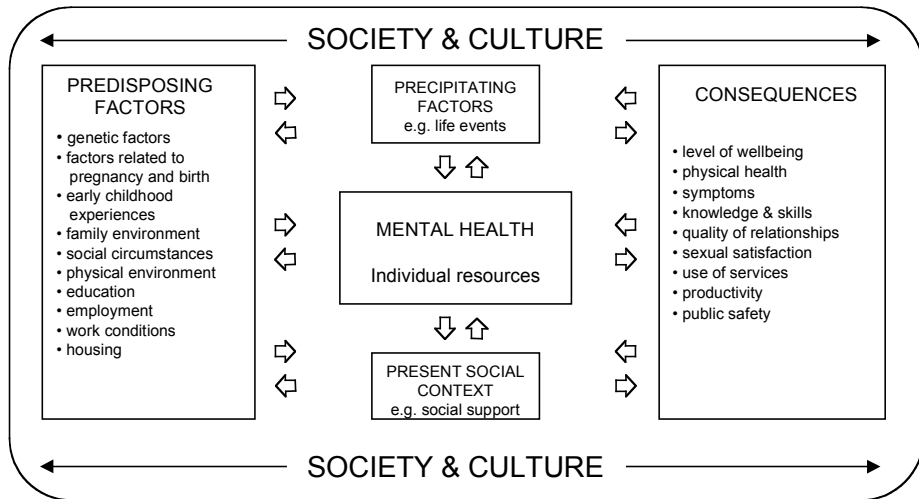 SOCIETY & CULTURE
PREDISPOSING
FACTORS
• genetic factors
• factors related to
pregnancy and birth
• early childhood
experiences
• family environment
• social circumstances
• physical environment
• education
• employment
• work conditions
• housing
PRECIPITATING
FACTORS
e.g. life events
MENTAL HEALTH
Individual resources
PRESENT SOCIAL
CONTEXT
e.g. social support
CONSEQUENCES
• level of wellbeing
• physical health
• symptoms
• knowledge & skills
• quality of relationships
• sexual satisfaction
• use of services
• productivity
• public safety
SOCIETY & CULTURE